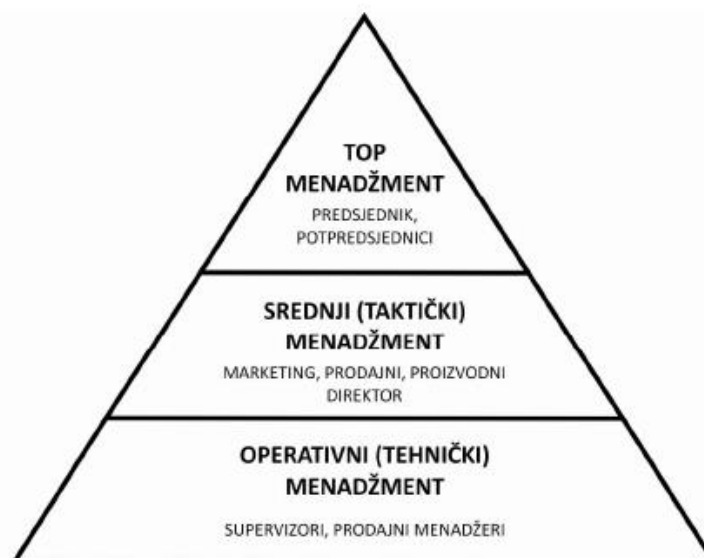 TOP
MENADŽMENT
PREDSJEDNIK,
POTPREDSJEDNICI
SREDNJI (TAKTIČKI)
MENADŽMENT
MARKETING, PRODAJNI, PROIZVODNI
DIREKTOR
OPERATIVNI (TEHNIČKI)
MENADŽMENT
SUPERVIZORI, PRODAJNI MENADŽERI